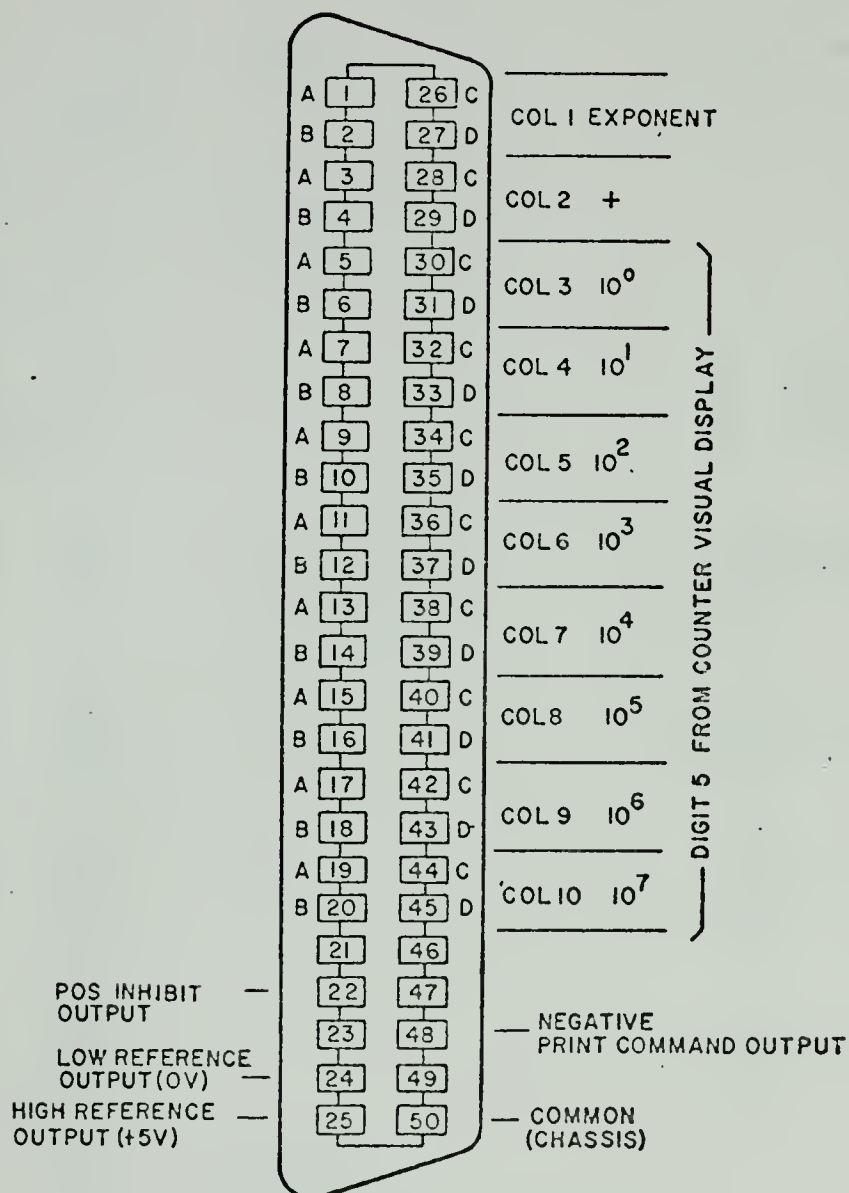 A 1 26 C
B 2 27 D
COL 1 EXPONENT
A 3 28 C
B 4 29 D
COL 2 +
A 5 30 C
B 6 31 D
COL 3 10⁰
A 7 32 C
B 8 33 D
COL 4 10¹
A 9 34 C
B 10 35 D
COL 5 10²
A 11 36 C
B 12 37 D
COL 6 10³
A 13 38 C
B 14 39 D
COL 7 10⁴
A 15 40 C
B 16 41 D
COL 8 10⁵
A 17 42 C
B 18 43 D
COL 9 10⁶
A 19 44 C
B 20 45 D
COL 10 10⁷
DIGIT 5 FROM COUNTER VISUAL DISPLAY
21 46
POS INHIBIT
OUTPUT
22 47
23 48
NEGATIVE
PRINT COMMAND OUTPUT
LOW REFERENCE
OUTPUT (0V)
24 49
HIGH REFERENCE
OUTPUT (+5V)
25 50
COMMON
(CHASSIS)